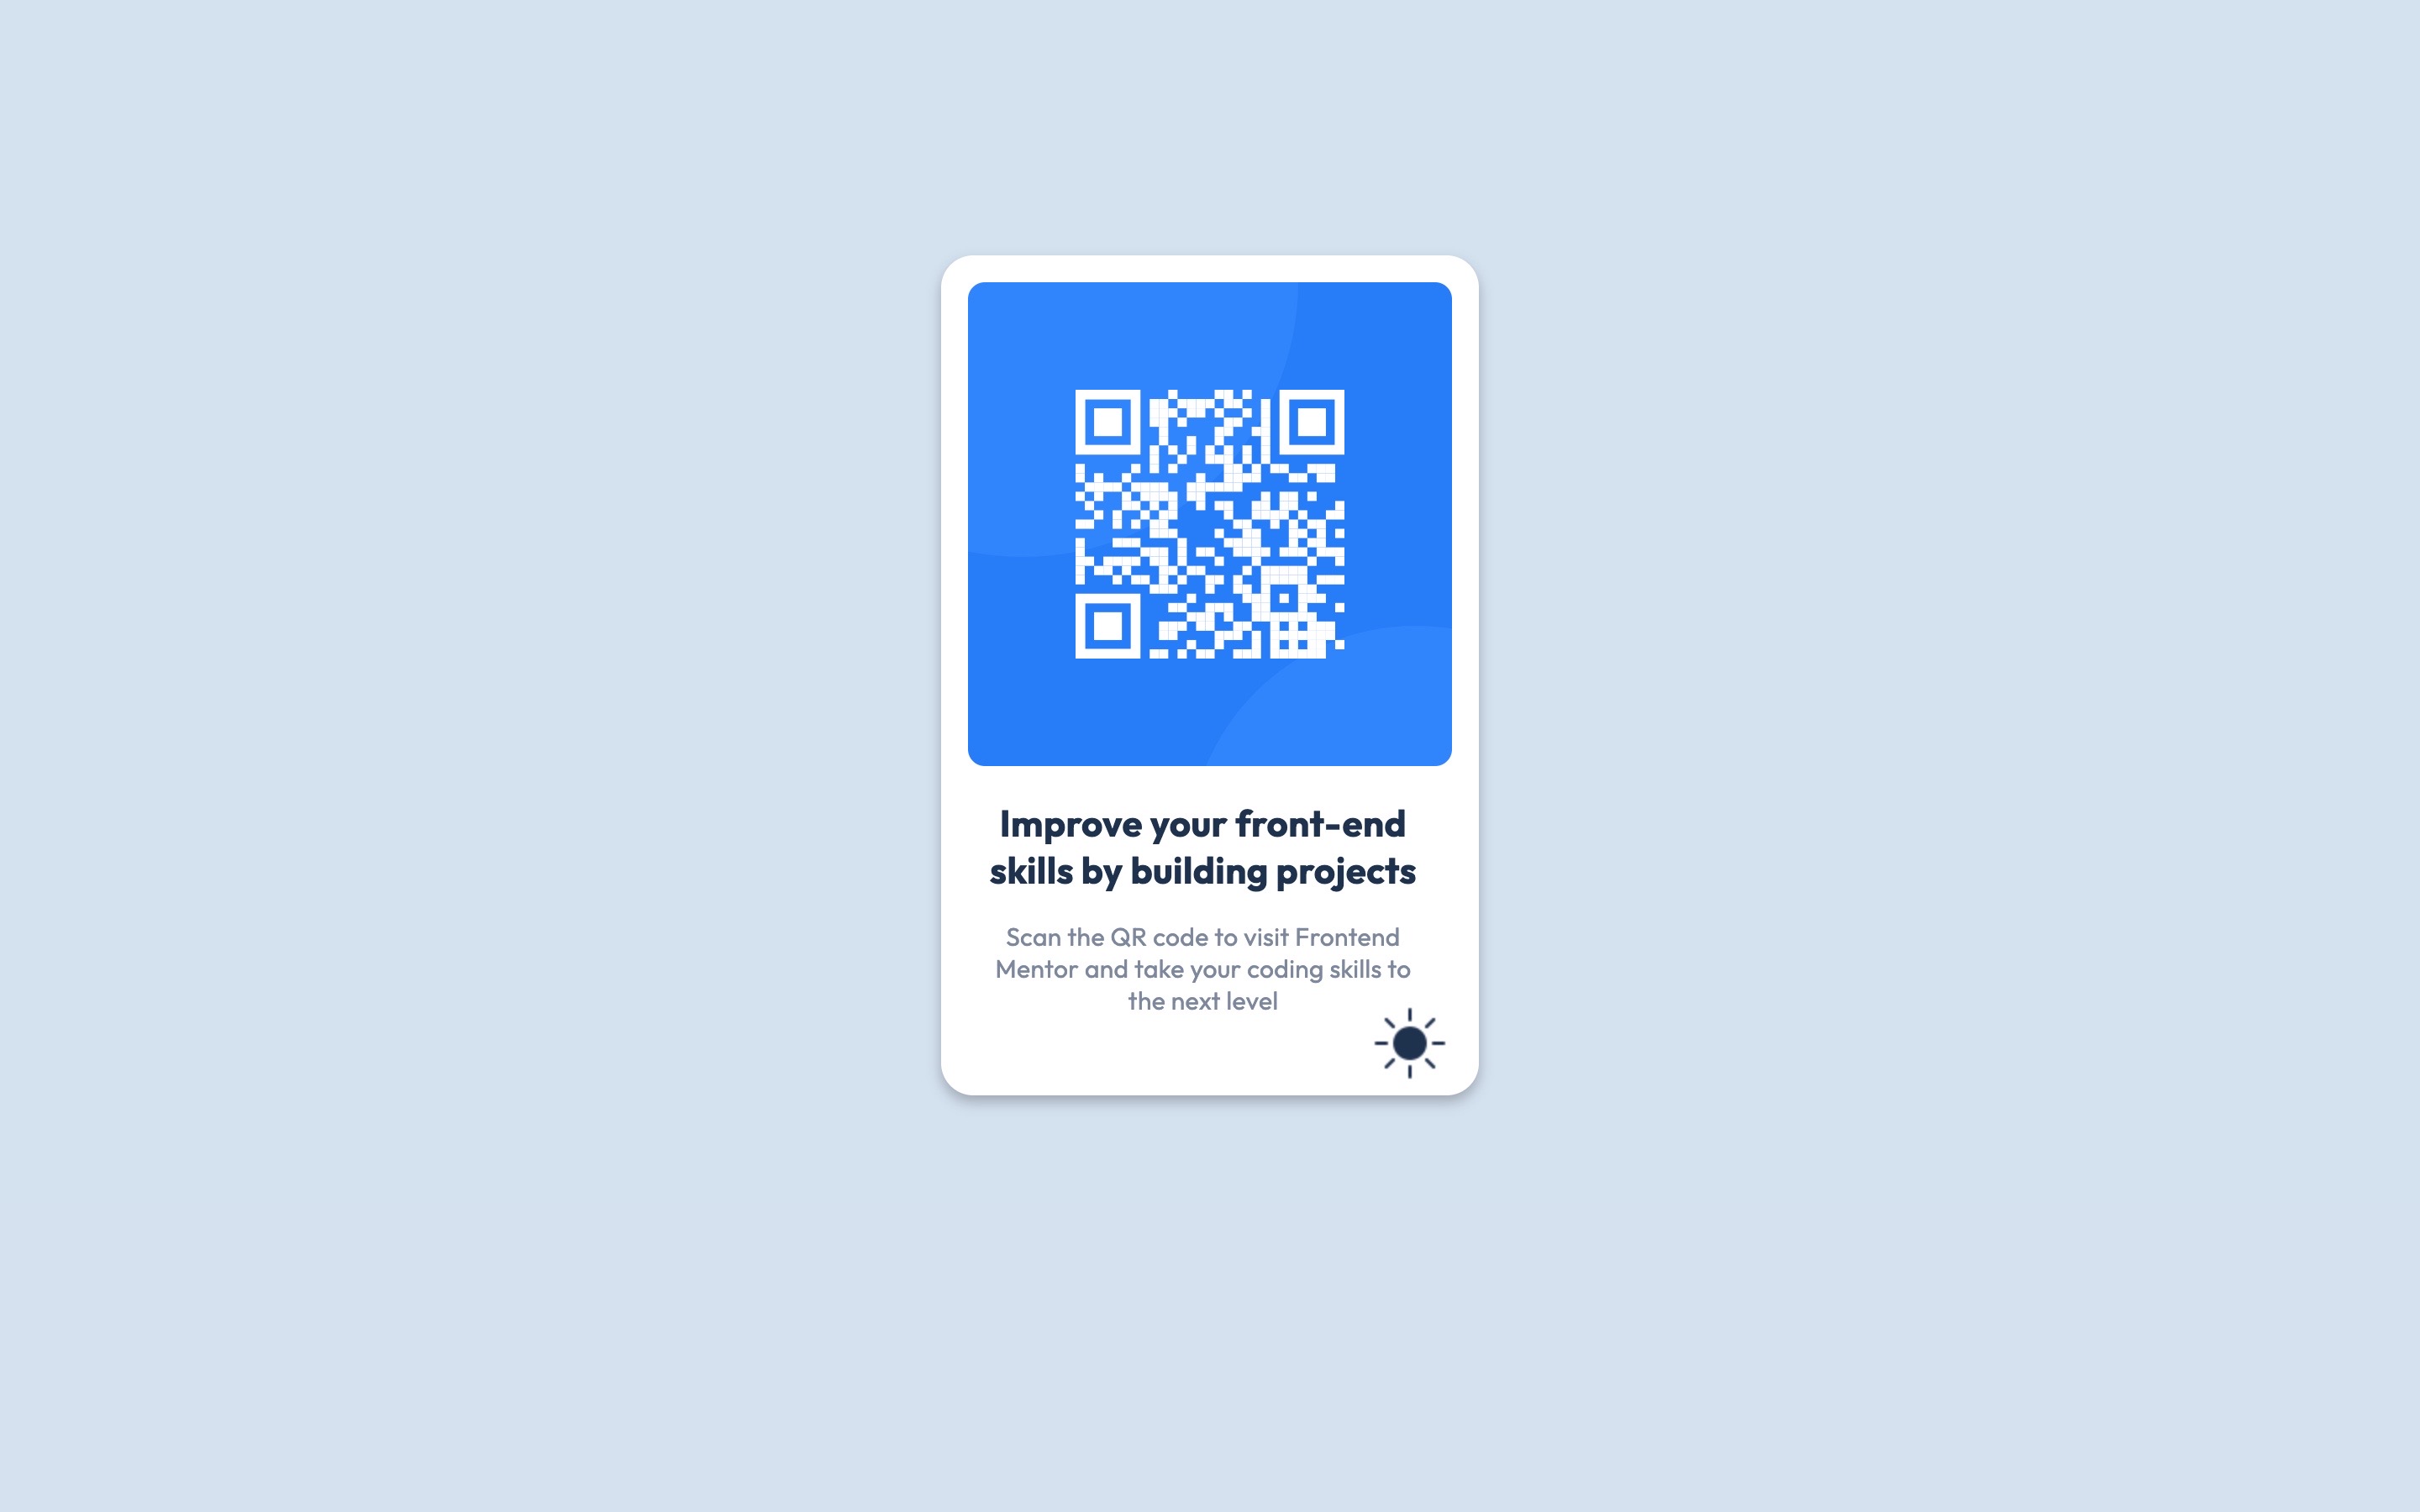 Improve your front-end
skills by building projects
Scan the QR code to visit Frontend
Mentor and take your coding skills to
the next level